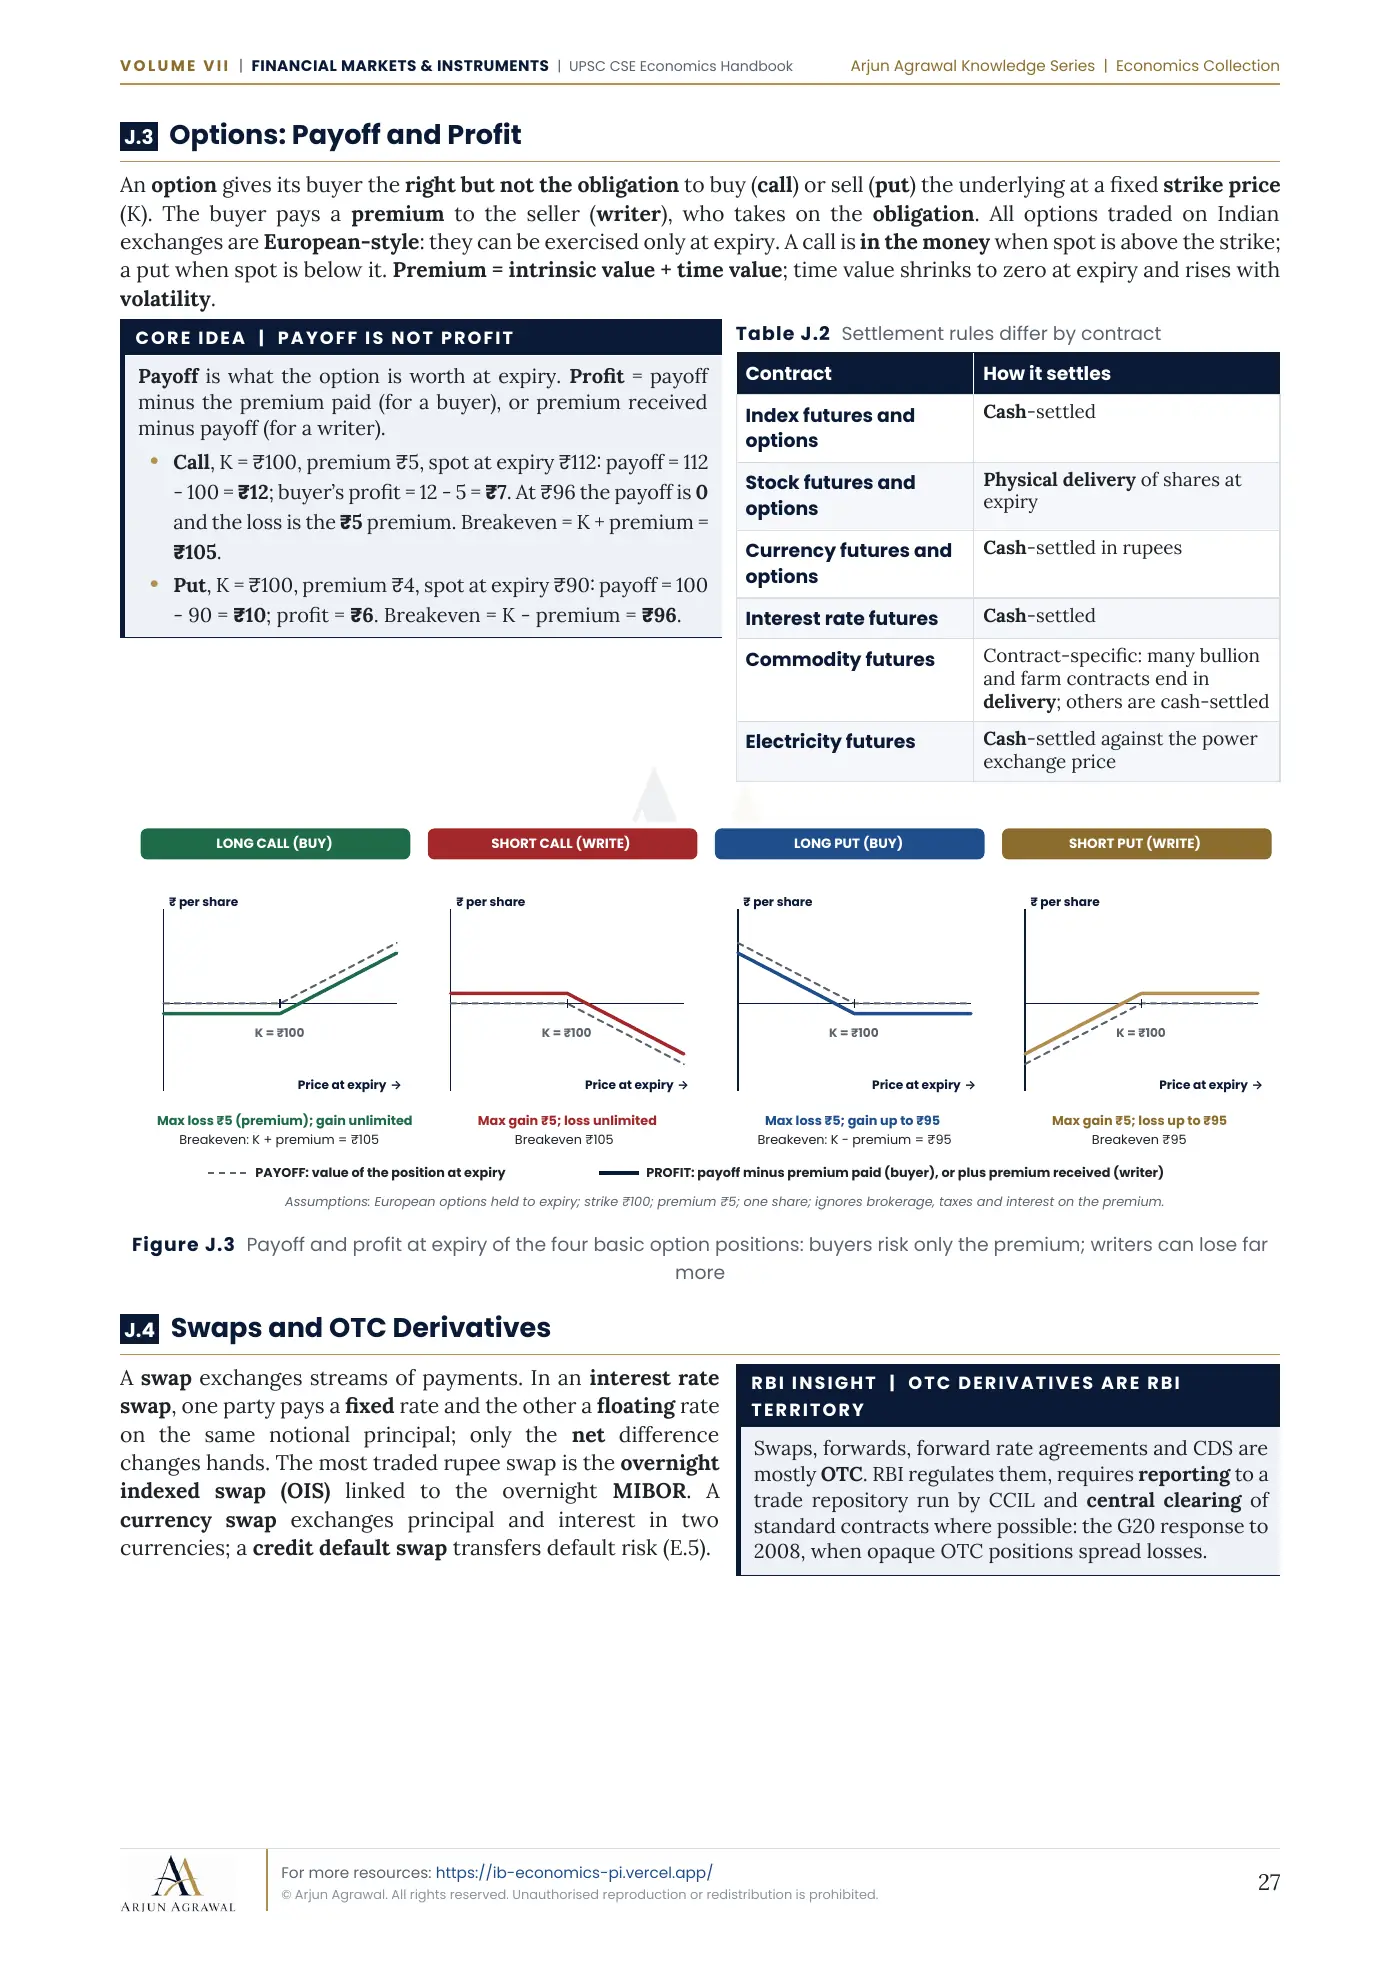 VOLUME VII | FINANCIAL MARKETS & INSTRUMENTS | UPSC CSE Economics Handbook
Arjun Agrawal Knowledge Series | Economics Collection
J.3 Options: Payoff and Profit
An option gives its buyer the right but not the obligation to buy (call) or sell (put) the underlying at a fixed strike price
(K). The buyer pays a premium to the seller (writer), who takes on the obligation. All options traded on Indian
exchanges are European-style: they can be exercised only at expiry. A call is in the money when spot is above the strike;
a put when spot is below it. Premium = intrinsic value + time value; time value shrinks to zero at expiry and rises with
volatility.
CORE IDEA | PAYOFF IS NOT PROFIT
Payoff is what the option is worth at expiry. Profit = payoff
minus the premium paid (for a buyer), or premium received
minus payoff (for a writer).
• Call, K = ₹100, premium ₹5, spot at expiry ₹112: payoff = 112
- 100 = ₹12; buyer's profit = 12 - 5 = ₹7. At ₹96 the payoff is 0
and the loss is the ₹5 premium. Breakeven = K + premium =
₹105.
• Put, K = ₹100, premium ₹4, spot at expiry ₹90: payoff = 100
- 90 = ₹10; profit = ₹6. Breakeven = K - premium = ₹96.
Table J.2 Settlement rules differ by contract
Contract
How it settles
Index futures and
options
Cash-settled
Stock futures and
options
Physical delivery of shares at
expiry
Currency futures and
options
Cash-settled in rupees
Interest rate futures
Cash-settled
Commodity futures
Contract-specific: many bullion
and farm contracts end in
delivery; others are cash-settled
Electricity futures
Cash-settled against the power
exchange price
LONG CALL (BUY)
₹ per share
K = ₹100
Price at expiry →
Max loss ₹5 (premium); gain unlimited
Breakeven: K + premium = ₹105
SHORT CALL (WRITE)
₹ per share
K = ₹100
Price at expiry →
Max gain ₹5; loss unlimited
Breakeven ₹105
LONG PUT (BUY)
₹ per share
K = ₹100
Price at expiry →
Max loss ₹5; gain up to ₹95
Breakeven: K - premium = ₹95
SHORT PUT (WRITE)
₹ per share
K = ₹100
Price at expiry →
Max gain ₹5; loss up to ₹95
Breakeven ₹95
PAYOFF: value of the position at expiry
PROFIT: payoff minus premium paid (buyer), or plus premium received (writer)
Assumptions: European options held to expiry; strike ₹100; premium ₹5; one share; ignores brokerage, taxes and interest on the premium.
Figure J.3 Payoff and profit at expiry of the four basic option positions: buyers risk only the premium; writers can lose far
more
J.4 Swaps and OTC Derivatives
A swap exchanges streams of payments. In an interest rate
swap, one party pays a fixed rate and the other a floating rate
on the same notional principal; only the net difference
changes hands. The most traded rupee swap is the overnight
indexed swap (OIS) linked to the overnight MIBOR. A
currency swap exchanges principal and interest in two
currencies; a credit default swap transfers default risk (E.5).
RBI INSIGHT | OTC DERIVATIVES ARE RBI
TERRITORY
Swaps, forwards, forward rate agreements and CDS are
mostly OTC. RBI regulates them, requires reporting to a
trade repository run by CCIL and central clearing of
standard contracts where possible: the G20 response to
2008, when opaque OTC positions spread losses.
ARJUN AGRAWAL
For more resources: https://ib-economics-pi.vercel.app/
© Arjun Agrawal. All rights reserved. Unauthorised reproduction or redistribution is prohibited.
27